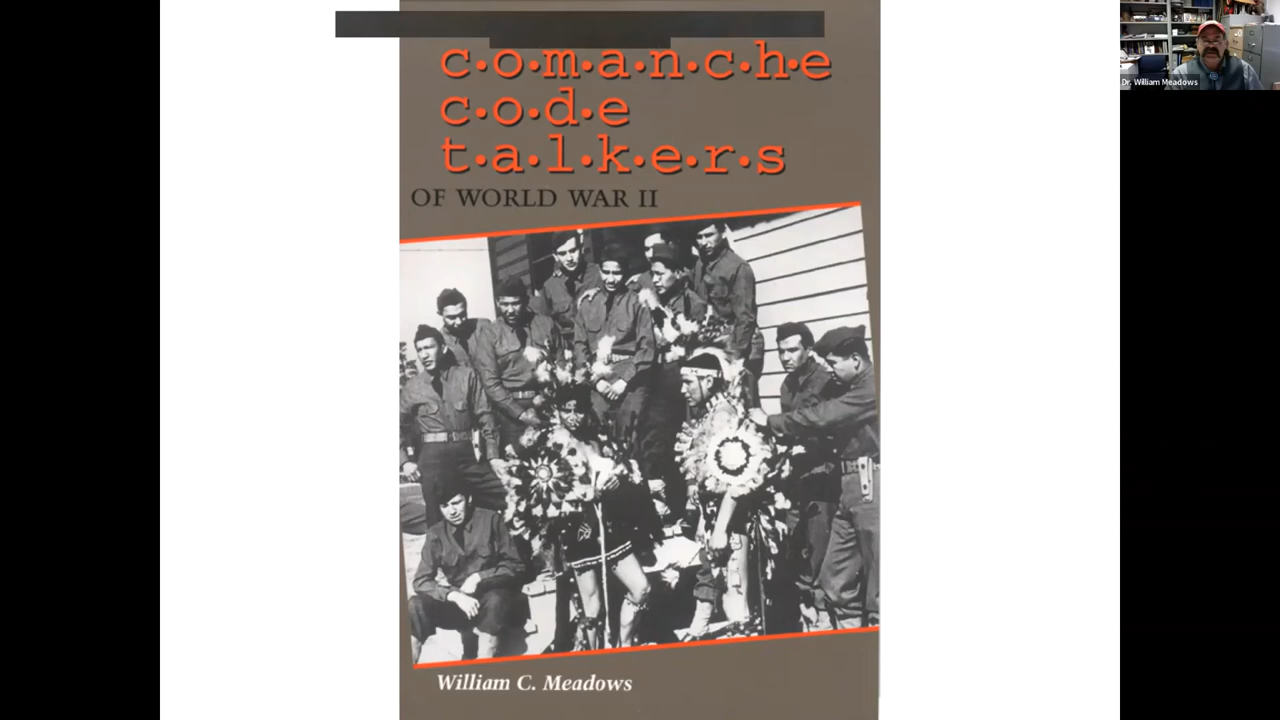 c•o•m•a•n•c•h•e
c•o•d•e
t•a•l•k•e•r•s
OF WORLD WAR II
William C. Meadows
Dr. William Meadows